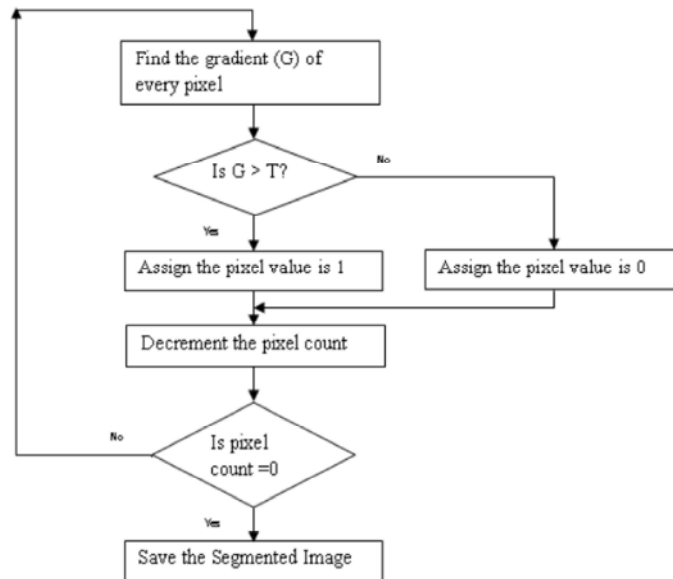 Find the gradient (G) of
every pixel
Is G > T?
No
Yes
Assign the pixel value is 1
Assign the pixel value is 0
Decrement the pixel count
No
Is pixel
count =0
Yes
Save the Segmented Image